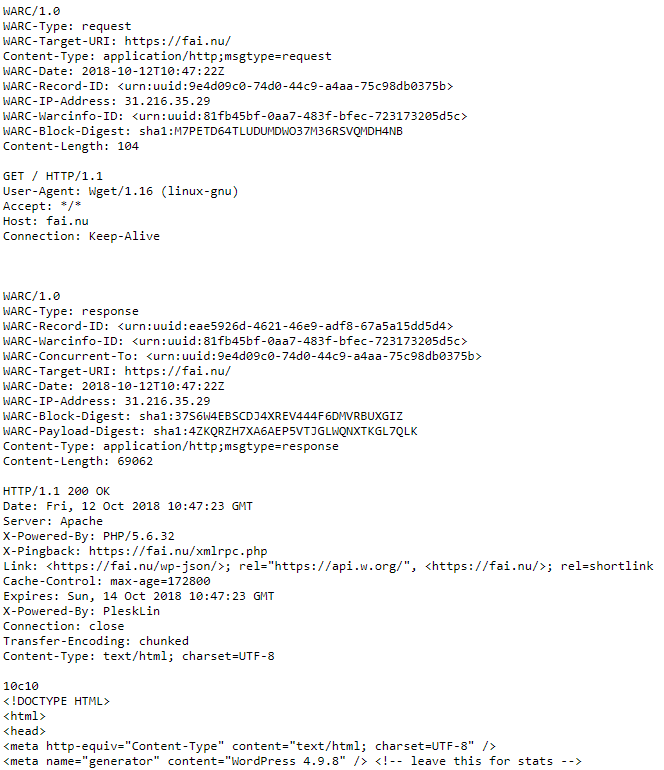 WARC/1.0
WARC-Type: request
WARC-Target-URI: https://fai.nu/
Content-Type: application/http;msgtype=request
WARC-Date: 2018-10-12T10:47:22Z
WARC-Record-ID: <urn:uuid:9e4d09c0-74d0-44c9-a4aa-75c98db0375b>
WARC-IP-Address: 31.216.35.29
WARC-Warcinfo-ID: <urn:uuid:81fb45bf-0aa7-483f-bfec-723173205d5c>
WARC-Block-Digest: sha1:M7PETD64TLUDUMDWO37M36RSVQMDH4NB
Content-Length: 104

GET / HTTP/1.1
User-Agent: Wget/1.16 (linux-gnu)
Accept: */*
Host: fai.nu
Connection: Keep-Alive

WARC/1.0
WARC-Type: response
WARC-Record-ID: <urn:uuid:eae5926d-4621-46e9-adf8-67a5a15dd5d4>
WARC-Warcinfo-ID: <urn:uuid:81fb45bf-0aa7-483f-bfec-723173205d5c>
WARC-Concurrent-To: <urn:uuid:9e4d09c0-74d0-44c9-a4aa-75c98db0375b>
WARC-Target-URI: https://fai.nu/
WARC-Date: 2018-10-12T10:47:22Z
WARC-IP-Address: 31.216.35.29
WARC-Block-Digest: sha1:37S6W4EBSCDJ4XREV444F6DMVRBUXGIZ
WARC-Payload-Digest: sha1:4ZKQRZH7XA6AEP5VTJGLWQNXTKGL7QLK
Content-Type: application/http;msgtype=response
Content-Length: 69062

HTTP/1.1 200 OK
Date: Fri, 12 Oct 2018 10:47:23 GMT
Server: Apache
X-Powered-By: PHP/5.6.32
X-Pingback: https://fai.nu/xmlrpc.php
Link: <https://fai.nu/wp-json/>; rel="https://api.w.org/", <https://fai.nu/>; rel=shortlink
Cache-Control: max-age=172800
Expires: Sun, 14 Oct 2018 10:47:23 GMT
X-Powered-By: PleskLin
Connection: close
Transfer-Encoding: chunked
Content-Type: text/html; charset=UTF-8

10c10
<!DOCTYPE HTML>
<html>
<head>
<meta http-equiv="Content-Type" content="text/html; charset=UTF-8" />
<meta name="generator" content="WordPress 4.9.8" /> <!-- leave this for stats -->